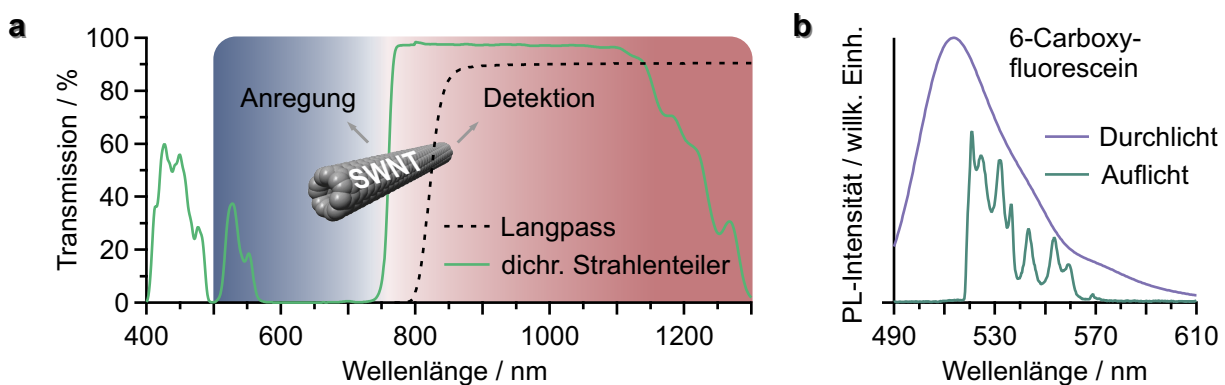 a
100
80
60
40
20
0
Transmission / %
400
600
800
1000
1200
Wellenlänge / nm
Anregung
Detektion
SWNT
Langpass
dichr. Strahlenteiler
b
PL-Intensität / willk. Einh.
6-Carboxy-
fluorescein
Durchlicht
Auflicht
490
530
570
610
Wellenlänge / nm